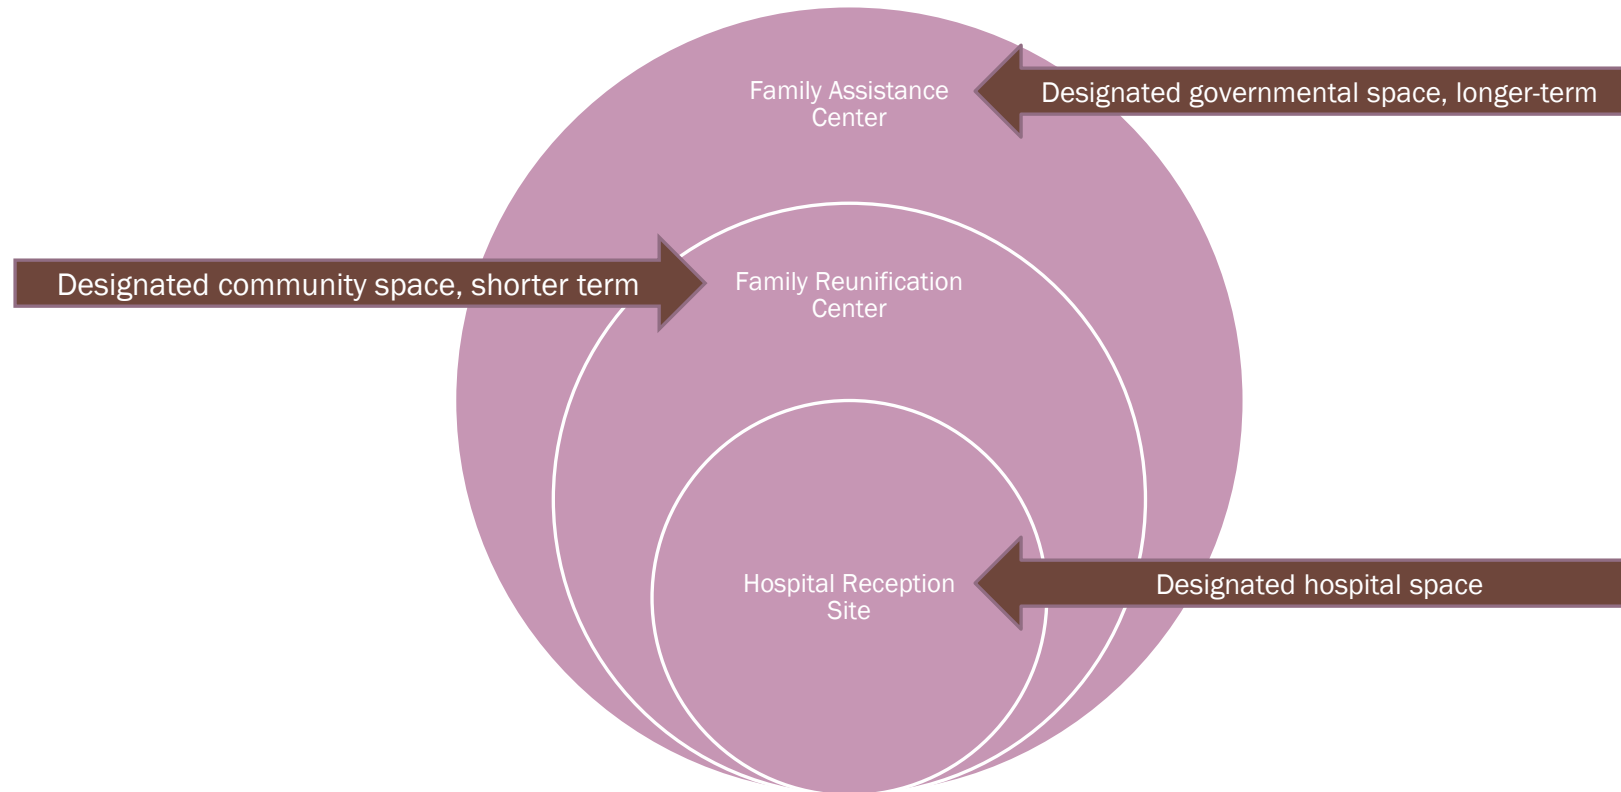 Family Assistance
Center
Designated governmental space, longer-term
Designated community space, shorter term
Family Reunification
Center
Hospital Reception
Site
Designated hospital space